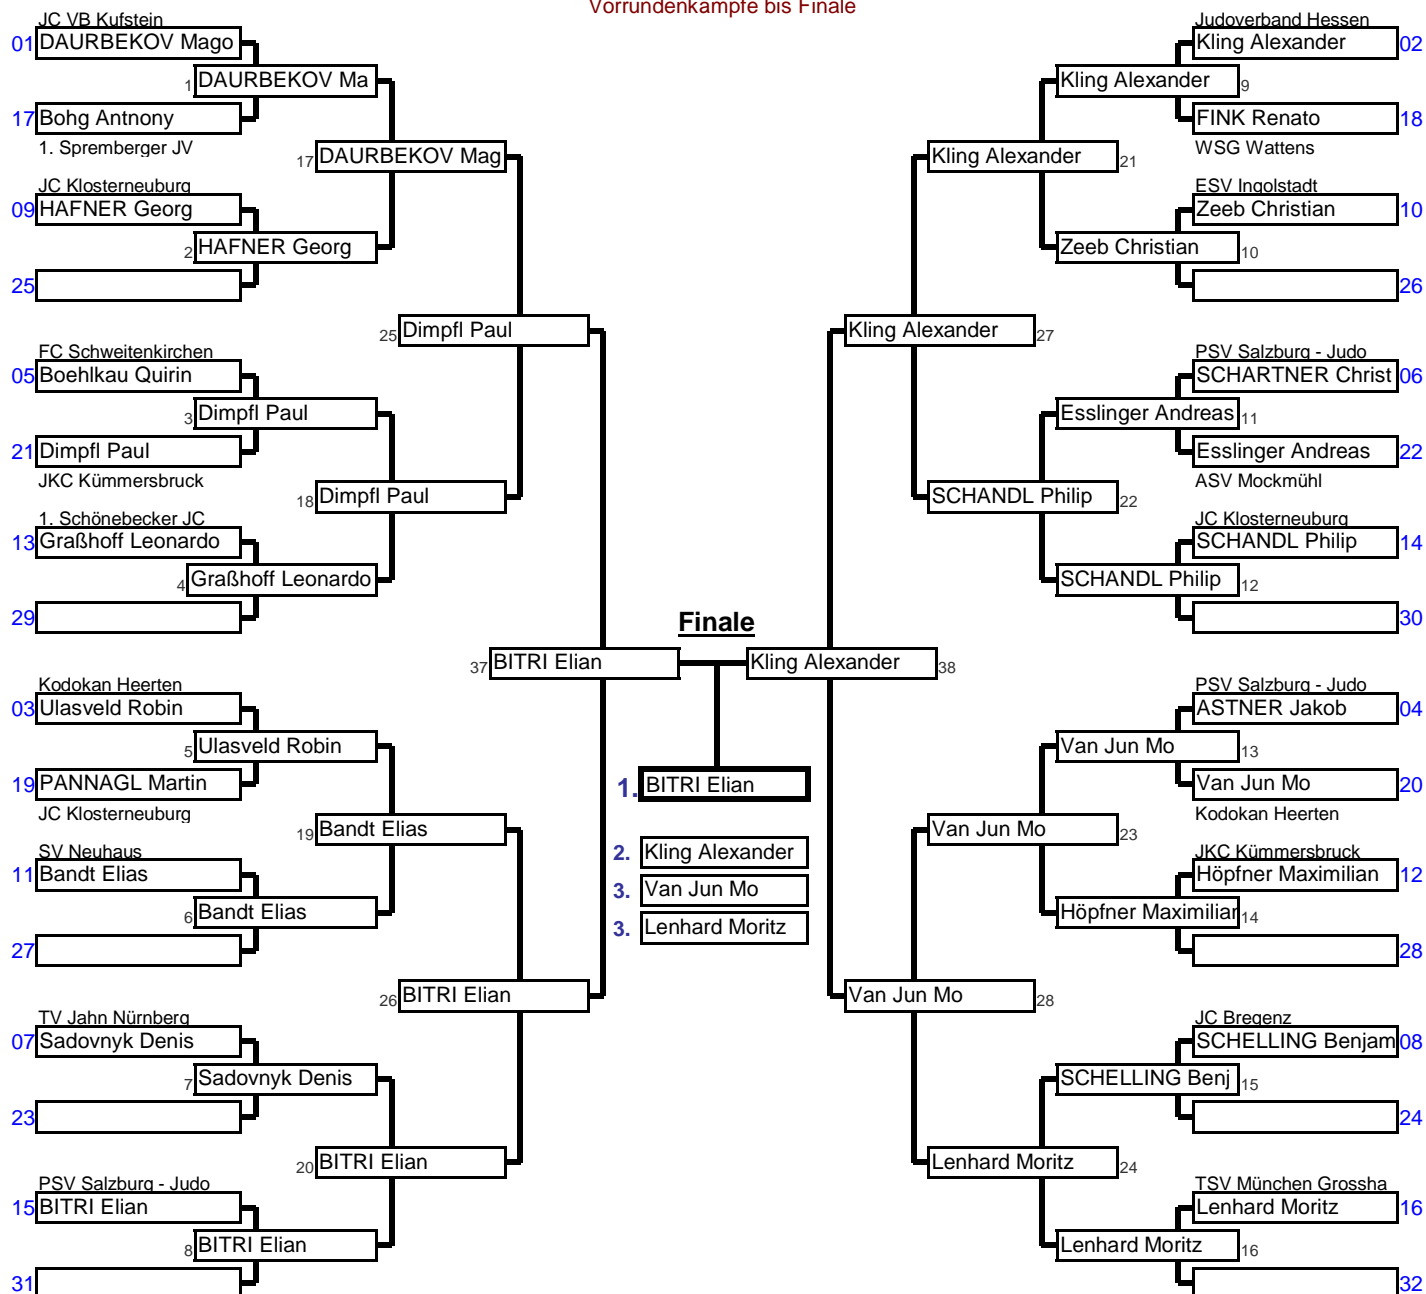 Vorrundenkämpfe bis Finale
JC VB Kufstein
01 DAURBEKOV Mago
1 DAURBEKOV Ma
17 Bohg Antnony
1. Spremberger JV
17 DAURBEKOV Mag
JC Klosterneuburg
09 HAFNER Georg
2 HAFNER Georg
25
25 Dimpfl Paul
FC Schweitenkirchen
05 Boehlkau Quirin
3 Dimpfl Paul
21 Dimpfl Paul
JKC Kümmersbruck
18 Dimpfl Paul
1. Schönebecker JC
13 Graßhoff Leonardo
4 Graßhoff Leonardo
29
37 BITRI Elian
Kodokan Heerten
03 Ulasveld Robin
5 Ulasveld Robin
19 PANNAGL Martin
JC Klosterneuburg
19 Bandt Elias
SV Neuhaus
11 Bandt Elias
6 Bandt Elias
27
26 BITRI Elian
TV Jahn Nürnberg
07 Sadovnyk Denis
7 Sadovnyk Denis
23
20 BITRI Elian
PSV Salzburg - Judo
15 BITRI Elian
8 BITRI Elian
31
Finale
1. BITRI Elian
2. Kling Alexander
3. Van Jun Mo
3. Lenhard Moritz
Judoverband Hessen
Kling Alexander 02
Kling Alexander 9
FINK Renato 18
WSG Wattens
Kling Alexander 21
ESV Ingolstadt
Zeeb Christian 10
Zeeb Christian 10
26
Kling Alexander 27
PSV Salzburg - Judo
SCHARTNER Christ 06
Esslinger Andreas 11
Esslinger Andreas 22
ASV Mockmühl
SCHANDL Philip 22
JC Klosterneuburg
SCHANDL Philip 14
SCHANDL Philip 12
30
Kling Alexander 38
PSV Salzburg - Judo
ASTNER Jakob 04
Van Jun Mo 13
Van Jun Mo 20
Kodokan Heerten
Van Jun Mo 23
JKC Kümmersbruck
Höpfner Maximilian 12
Höpfner Maximilian 14
28
Van Jun Mo 28
JC Bregenz
SCHELLING Benjam 08
SCHELLING Benj 15
24
Lenhard Moritz 24
TSV München Grossha
Lenhard Moritz 16
Lenhard Moritz 16
32